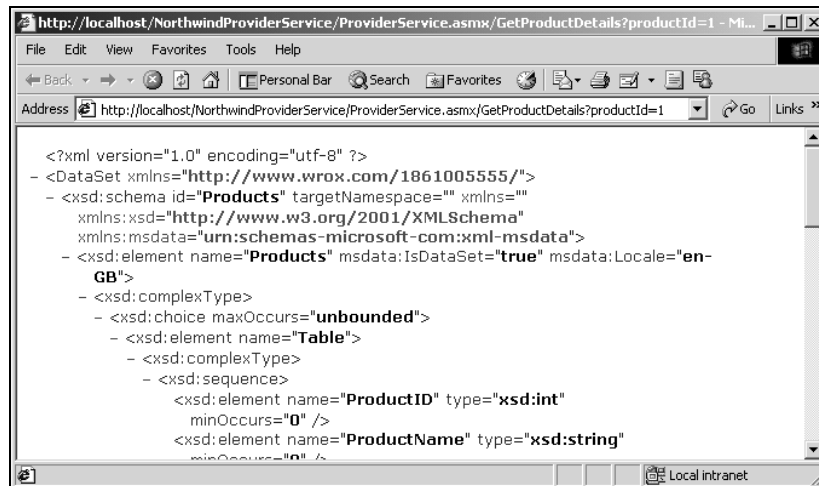 http://localhost/NorthwindProviderService/ProviderService.asmx/GetProductDetails?productId=1 - Mi...
File Edit View Favorites Tools Help
Back Personal Bar Search Favorites
Address http://localhost/NorthwindProviderService/ProviderService.asmx/GetProductDetails?productId=1 Go Links »
<?xml version="1.0" encoding="utf-8" ?>
- <DataSet xmlns="http://www.wrox.com/1861005555/">
- <xsd:schema id="Products" targetNamespace="" xmlns=""
xmlns:xsd="http://www.w3.org/2001/XMLSchema"
xmlns:msdata="urn:schemas-microsoft-com:xml-msdata">
- <xsd:element name="Products" msdata:IsDataSet="true" msdata:Locale="en-
GB">
- <xsd:complexType>
- <xsd:choice maxOccurs="unbounded">
- <xsd:element name="Table">
- <xsd:complexType>
- <xsd:sequence>
<xsd:element name="ProductID" type="xsd:int"
minOccurs="0" />
<xsd:element name="ProductName" type="xsd:string"
minOccurs="0" />
Local intranet